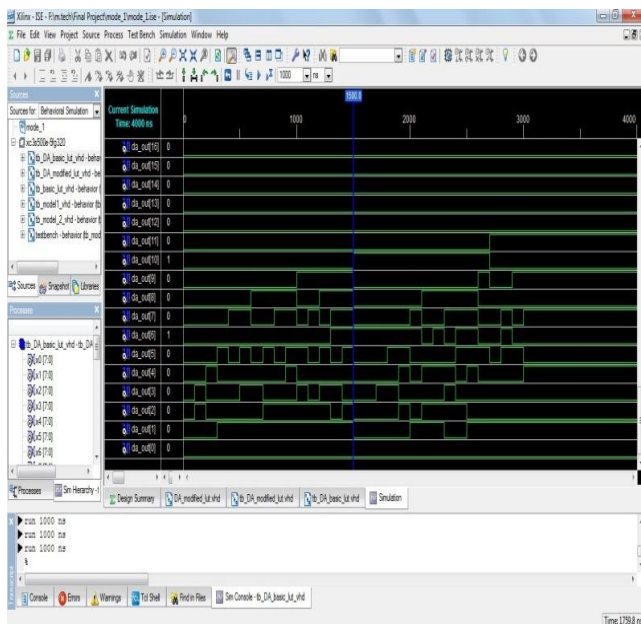 Xilinx - ISE - F:\m.tech\Final Project\mode_1\mode_1.ise - [Simulation]
File Edit View Project Source Process Test Bench Simulation Window Help
1000 ns
Sources
Sources for: Behavioral Simulation
mode_1
xc3s500e-5fg320
tb_DA_basic_lut_vhd - beha
tb_DA_modified_lut_vhd - be
tb_basic_lut_vhd - behavior
tb_model1_vhd - behavior (tb
tb_model_2_vhd - behavior (t
testbench - behavior (tb_mod
Sources Snapshot Libraries
Processes
tb_DA_basic_lut_vhd - tb_DA
x0 [7:0]
x1 [7:0]
x2 [7:0]
x3 [7:0]
x4 [7:0]
x5 [7:0]
x6 [7:0]
Processes Sim Hierarchy -
Current Simulation
Time: 4000 ns
1500.0
0 1000 2000 3000 4000
da_out[16] 0
da_out[15] 0
da_out[14] 0
da_out[13] 0
da_out[12] 0
da_out[11] 0
da_out[10] 1
da_out[9] 0
da_out[8] 0
da_out[7] 0
da_out[6] 1
da_out[5] 0
da_out[4] 0
da_out[3] 0
da_out[2] 0
da_out[1] 0
da_out[0] 0
Design Summary DA_modified_lut.vhd tb_DA_modified_lut.vhd tb_DA_basic_lut.vhd Simulation
run 1000 ns
run 1000 ns
run 1000 ns
%
Transcript
Console Errors Warnings Tcl Shell Find in Files Sim Console - tb_DA_basic_lut_vhd
Time: 1759.8 ns